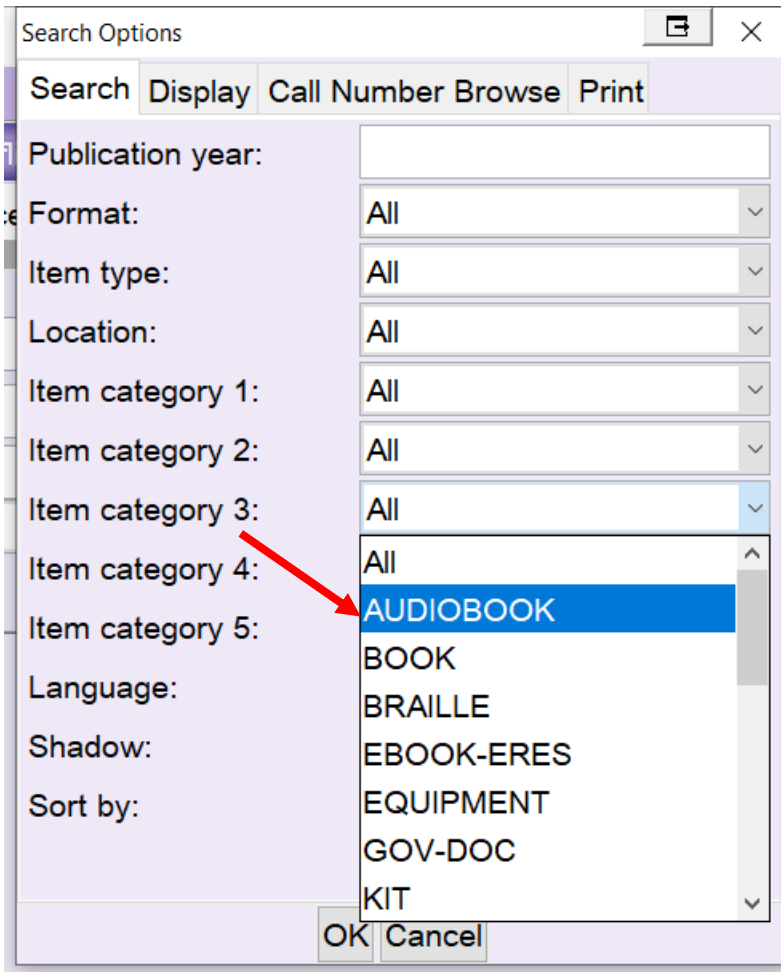 Search Options
Search Display Call Number Browse Print
Publication year:
Format: All
Item type: All
Location: All
Item category 1: All
Item category 2: All
Item category 3: All
Item category 4: All
Item category 5: AUDIOBOOK
BOOK
Language: BRAILLE
Shadow: EBOOK-ERES
Sort by: EQUIPMENT
GOV-DOC
KIT
OK Cancel